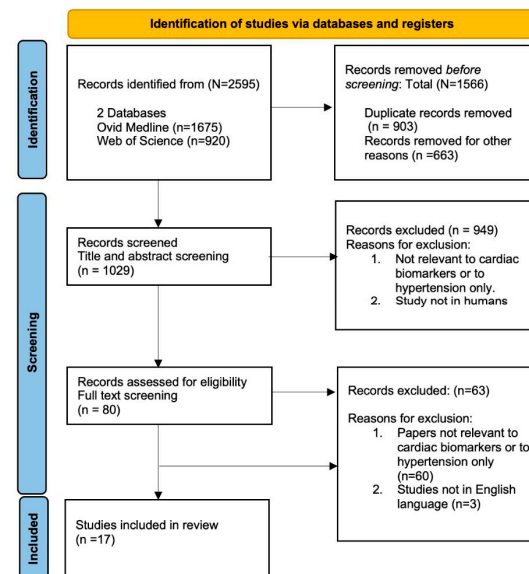 Identification of studies via databases and registers
Identification
Records identified from (N=2595)
2 Databases
Ovid Medline (n=1675)
Web of Science (n=920)
Records removed before
screening: Total (N=1566)
Duplicate records removed
(n = 903)
Records removed for other
reasons (n =663)
Screening
Records screened
Title and abstract screening
(n = 1029)
Records excluded (n = 949)
Reasons for exclusion:
1. Not relevant to cardiac
biomarkers or to
hypertension only.
2. Study not in humans
Records assessed for eligibility
Full text screening
(n = 80)
Records excluded: (n=63)
Reasons for exclusion:
1. Papers not relevant to
cardiac biomarkers or to
hypertension only
(n=60)
2. Studies not in English
language (n=3)
Included
Studies included in review
(n =17)